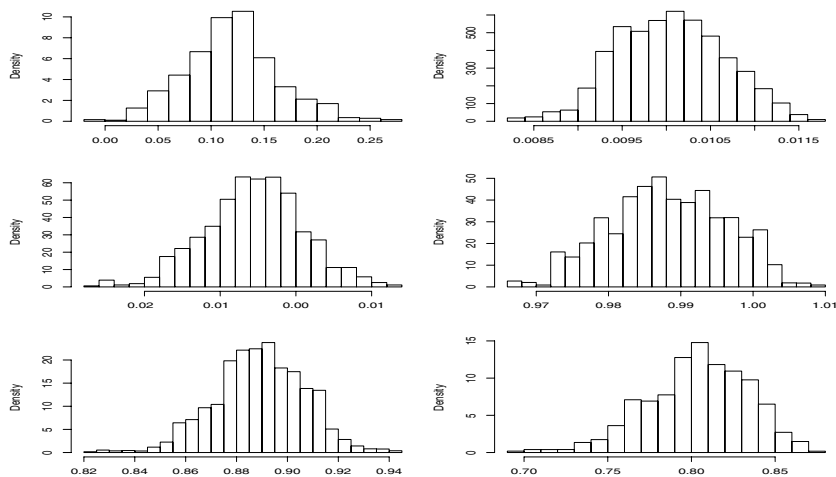 Density
0 2 4 6 8 10
0.00 0.05 0.10 0.15 0.20 0.25
Density
0 100 300 500
0.0085 0.0095 0.0105 0.0115
Density
0 10 20 30 40 50 60
0.02 0.01 0.00 0.01
Density
0 10 20 30 40 50
0.97 0.98 0.99 1.00 1.01
Density
0 5 10 15 20
0.82 0.84 0.86 0.88 0.90 0.92 0.94
Density
0 5 10 15
0.70 0.75 0.80 0.85